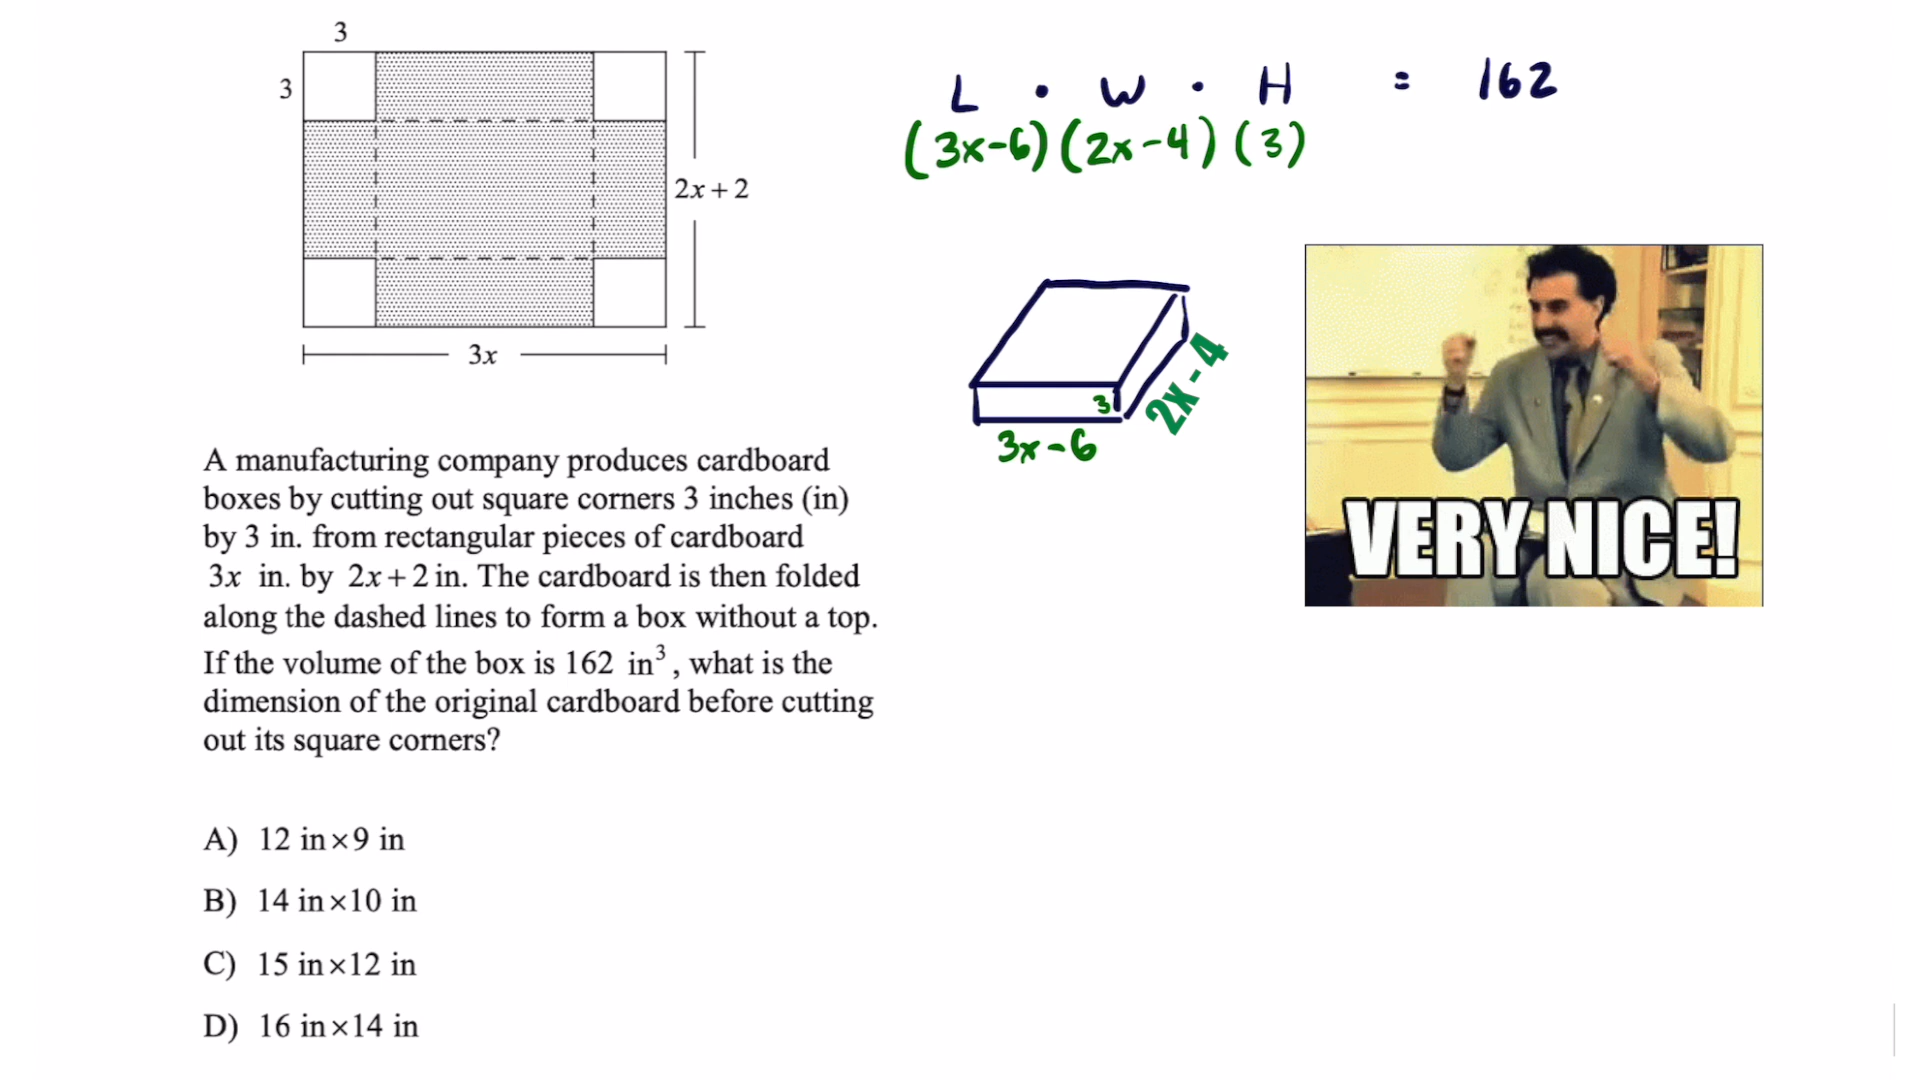 3
3
2x + 2
3x
A manufacturing company produces cardboard
boxes by cutting out square corners 3 inches (in)
by 3 in. from rectangular pieces of cardboard
3x in. by 2x + 2 in. The cardboard is then folded
along the dashed lines to form a box without a top.
If the volume of the box is 162 in³, what is the
dimension of the original cardboard before cutting
out its square corners?
A) 12 in×9 in
B) 14 in×10 in
C) 15 in×12 in
D) 16 in×14 in
L · W · H = 162
(3x-6)(2x-4)(3)
3
2x-4
3x-6
VERY NICE!